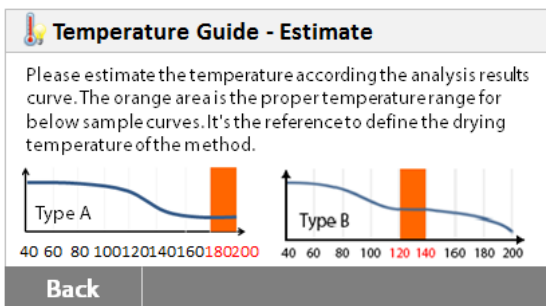 Temperature Guide - Estimate
Please estimate the temperature according the analysis results
curve. The orange area is the proper temperature range for
below sample curves. It's the reference to define the drying
temperature of the method.
Type A
40 60 80 100 120 140 160 180 200
Type B
40 60 80 100 120 140 160 180 200
Back